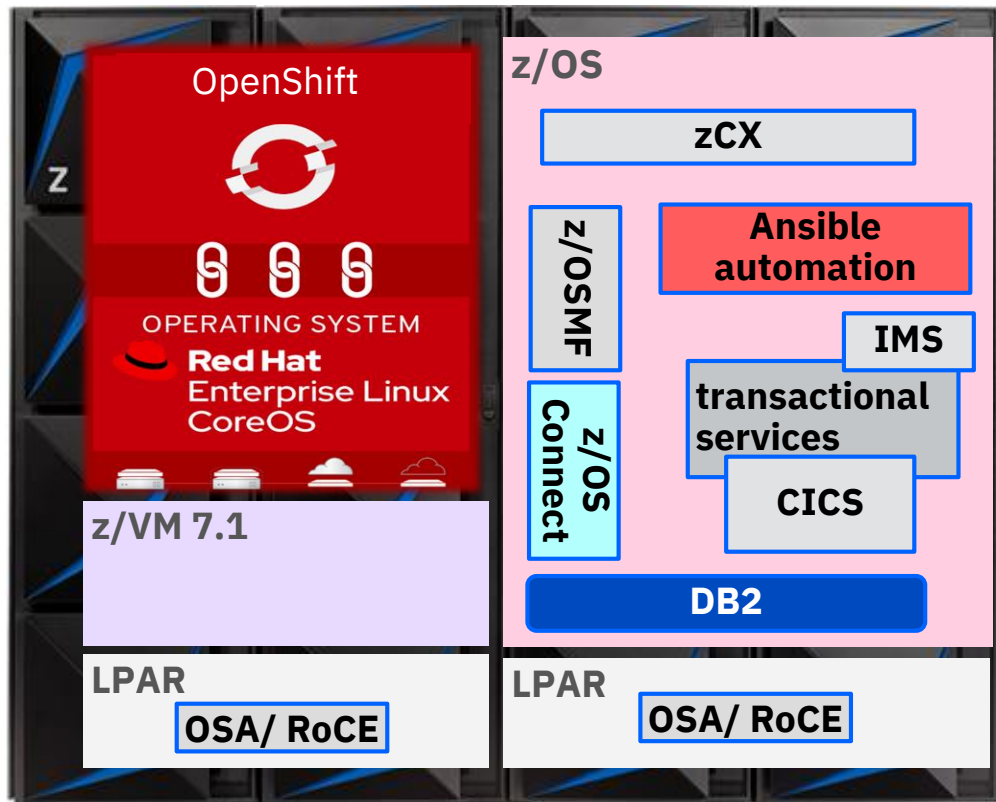 Z
OpenShift
OPERATING SYSTEM
Red Hat
Enterprise Linux
CoreOS
z/VM 7.1
LPAR
OSA/ RoCE
z/OS
zCX
z/OSMF
Ansible
automation
IMS
transactional
services
CICS
z/OS
Connect
DB2
LPAR
OSA/ RoCE